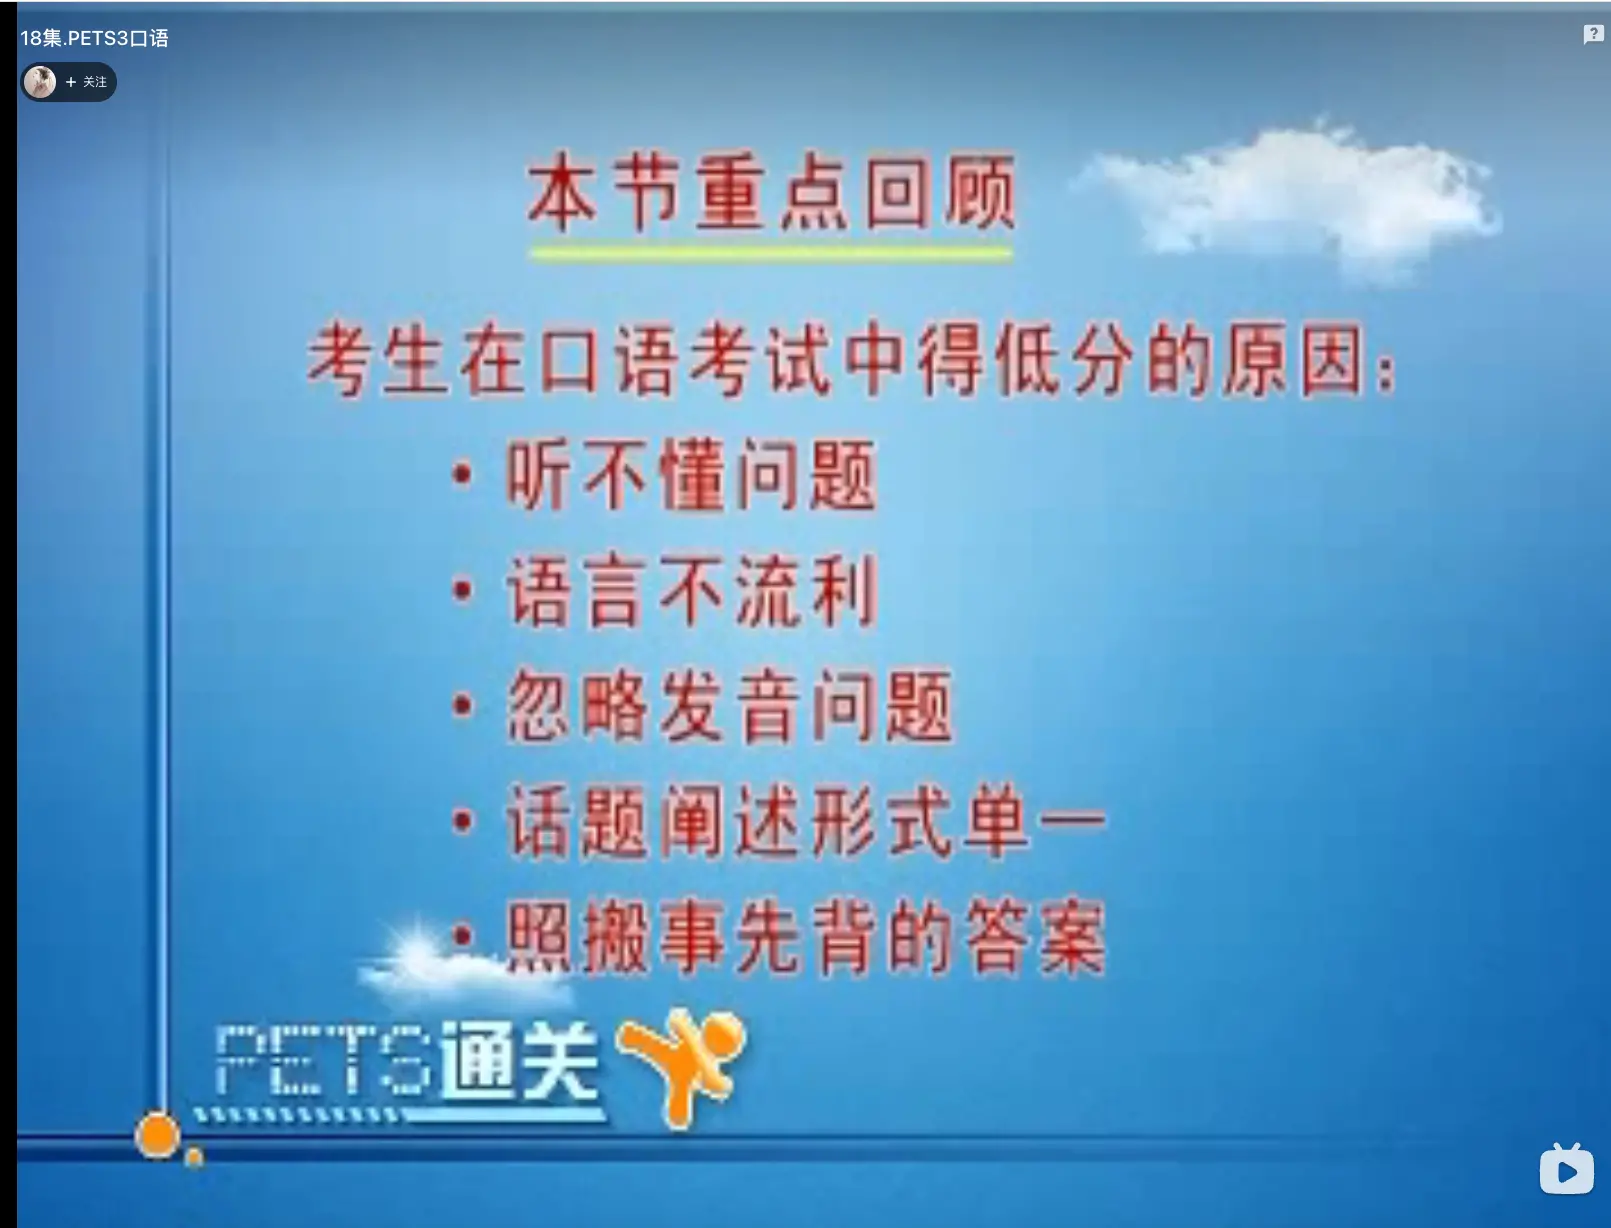 18集.PETS3口语
+ 关注
本节重点回顾
考生在口语考试中得低分的原因：
• 听不懂问题
• 语言不流利
• 忽略发音问题
• 话题阐述形式单一
• 照搬事先背的答案
PETS通关